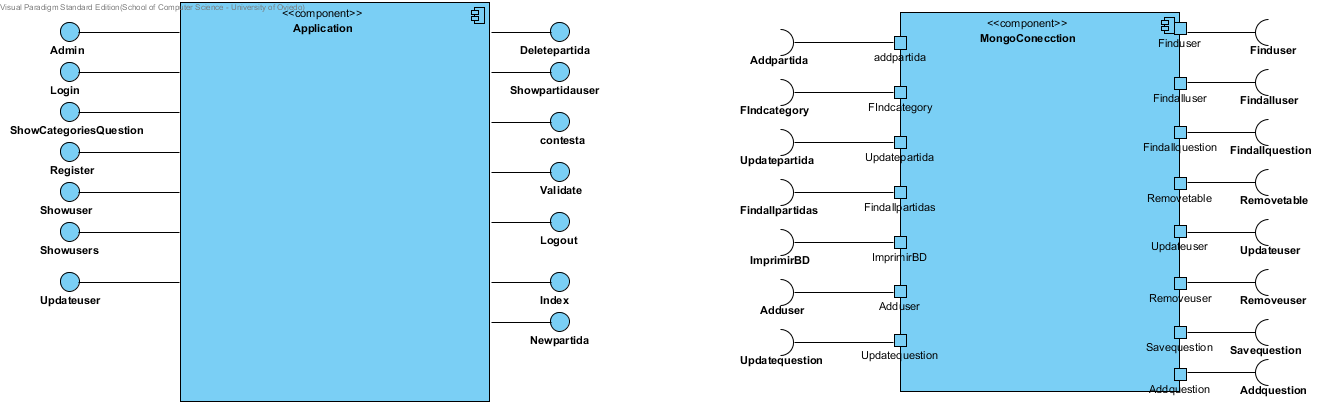 Visual Paradigm Standard Edition(School of Computer Science - University of Oviedo)
<<component>>
Application
Admin
Login
ShowCategoriesQuestion
Register
Showuser
Showusers
Updateuser
Deletepartida
Showpartidauser
contesta
Validate
Logout
Index
Newpartida
<<component>>
MongoConecction
Addpartida
addpartida
FIndcategory
FIndcategory
Updatepartida
Updatepartida
Findallpartidas
Findallpartidas
ImprimirBD
ImprimirBD
Adduser
Adduser
Updatequestion
Updatequestion
Finduser
Finduser
Findalluser
Findalluser
Findallquestion
Findallquestion
Removetable
Removetable
Updateuser
Updateuser
Removeuser
Removeuser
Savequestion
Savequestion
Addquestion
Addquestion